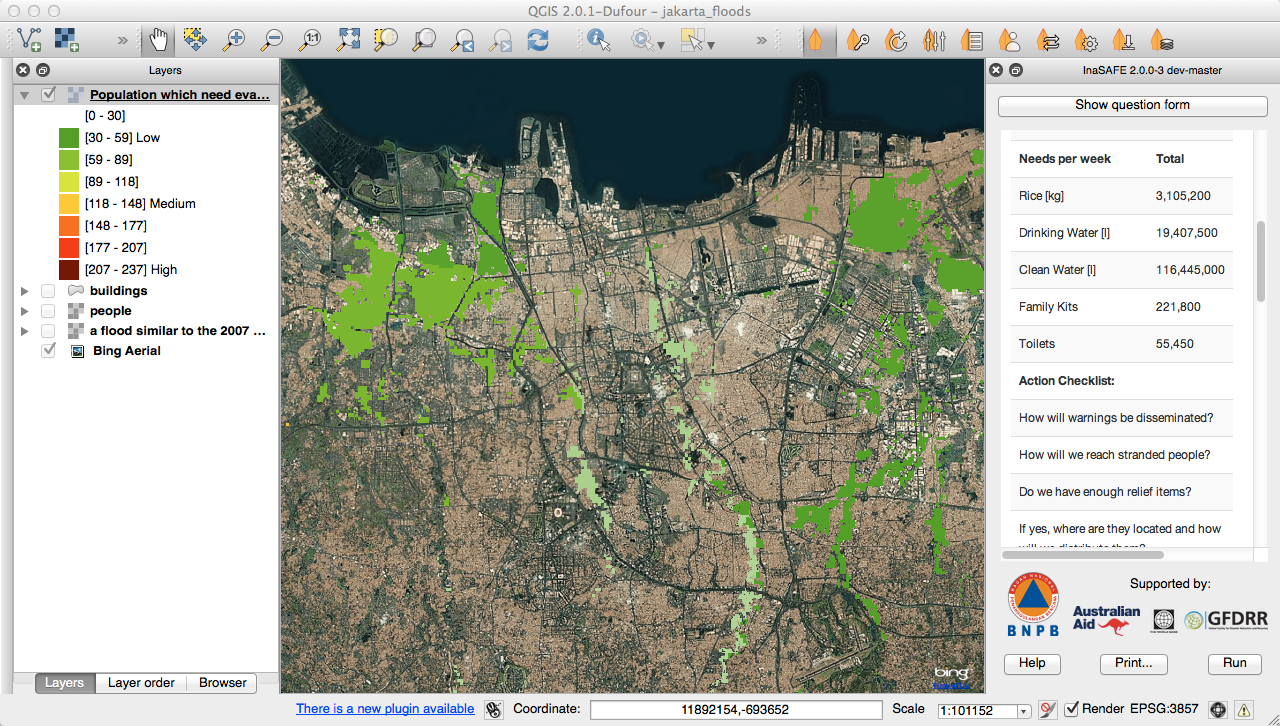 QGIS 2.0.1-Dufour - jakarta_floods
Layers
Population which need eva...
[0 - 30]
[30 - 59] Low
[59 - 89]
[89 - 118]
[118 - 148] Medium
[148 - 177]
[177 - 207]
[207 - 237] High
buildings
people
a flood similar to the 2007 ...
Bing Aerial
Layers
Layer order
Browser
bing
InaSAFE 2.0.0-3 dev-master
Show question form
Needs per week Total
Rice [kg] 3,105,200
Drinking Water [l] 19,407,500
Clean Water [l] 116,445,000
Family Kits 221,800
Toilets 55,450
Action Checklist:
How will warnings be disseminated?
How will we reach stranded people?
Do we have enough relief items?
If yes, where are they located and how
will we distribute them?
Supported by:
BNPB
Australian
Aid
GFDRR
Help
Print...
Run
There is a new plugin available
Coordinate:
11892154,-693652
Scale
1:101152
Render
EPSG:3857